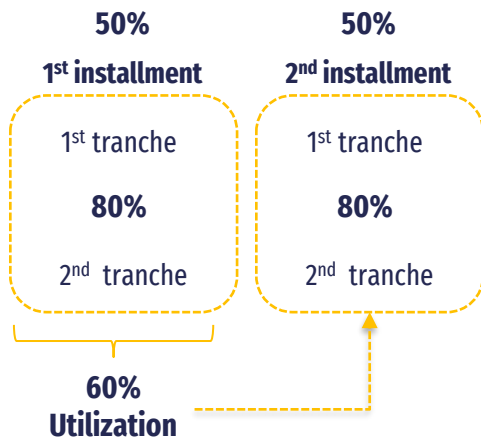 50%
50%
1st installment
2nd installment
1st tranche
1st tranche
80%
80%
2nd tranche
2nd tranche
60%
Utilization